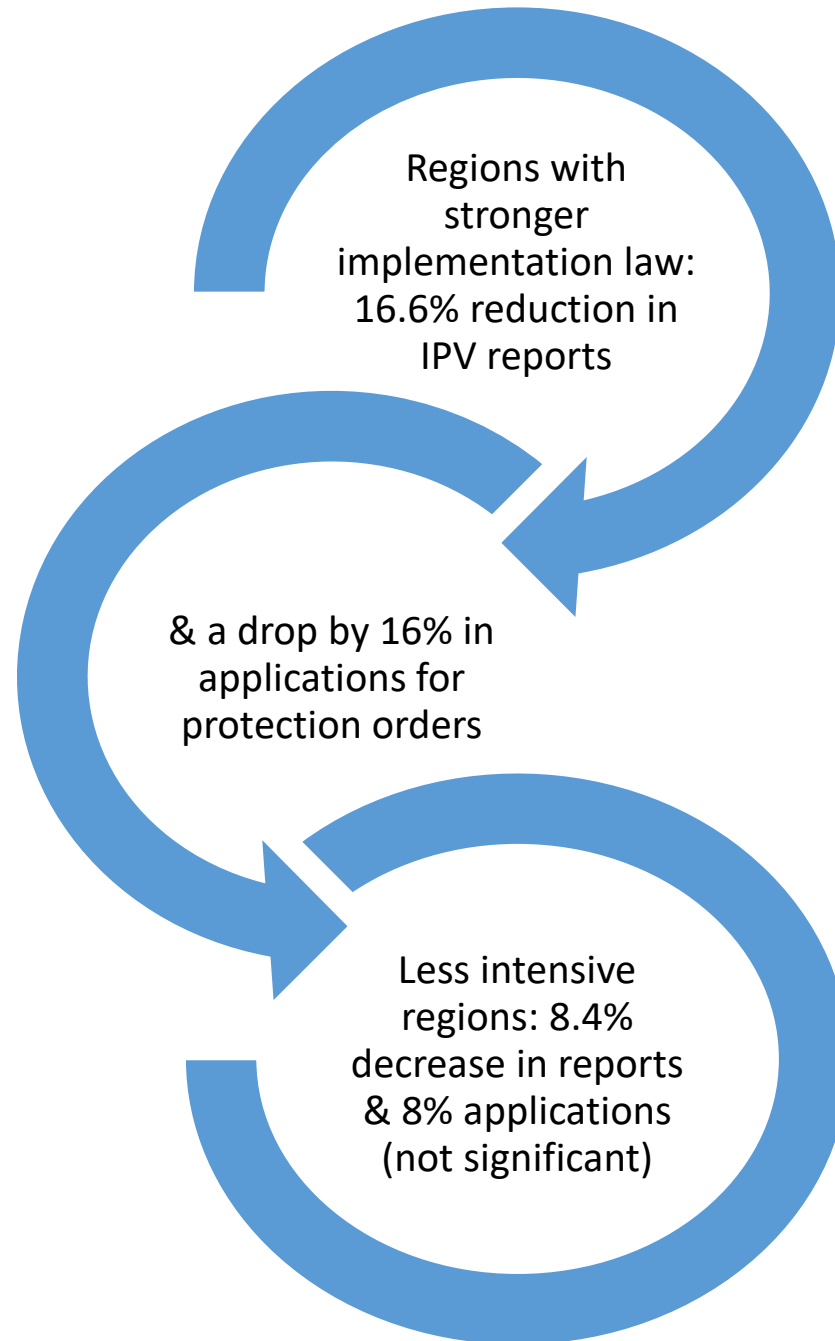 Regions with
stronger
implementation law:
16.6% reduction in
IPV reports
& a drop by 16% in
applications for
protection orders
Less intensive
regions: 8.4%
decrease in reports
& 8% applications
(not significant)